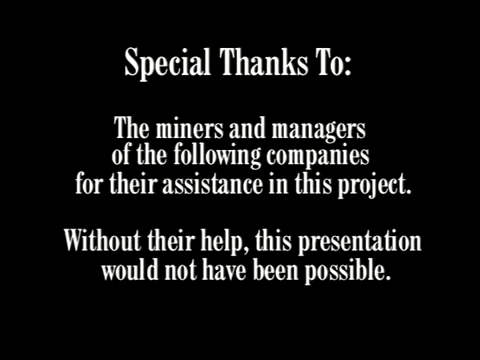 Special Thanks To:
The miners and managers
of the following companies
for their assistance in this project.
Without their help, this presentation
would not have been possible.